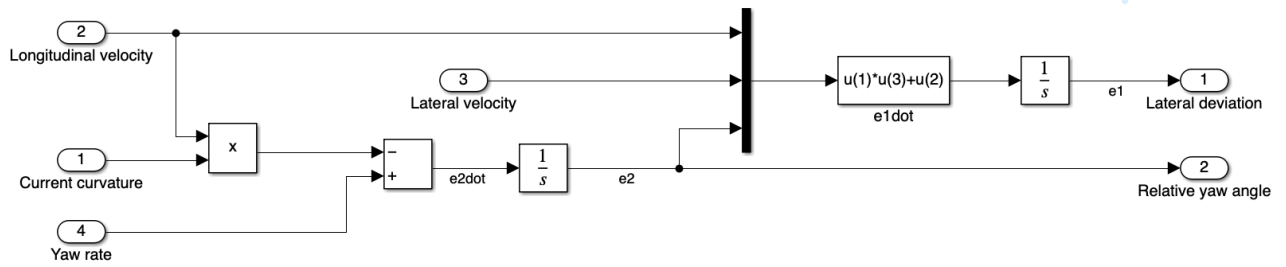 2
Longitudinal velocity
3
Lateral velocity
u(1)*u(3)+u(2)
e1dot
1
s
e1
1
Lateral deviation
x
1
Current curvature
−
+
e2dot
1
s
e2
2
Relative yaw angle
4
Yaw rate